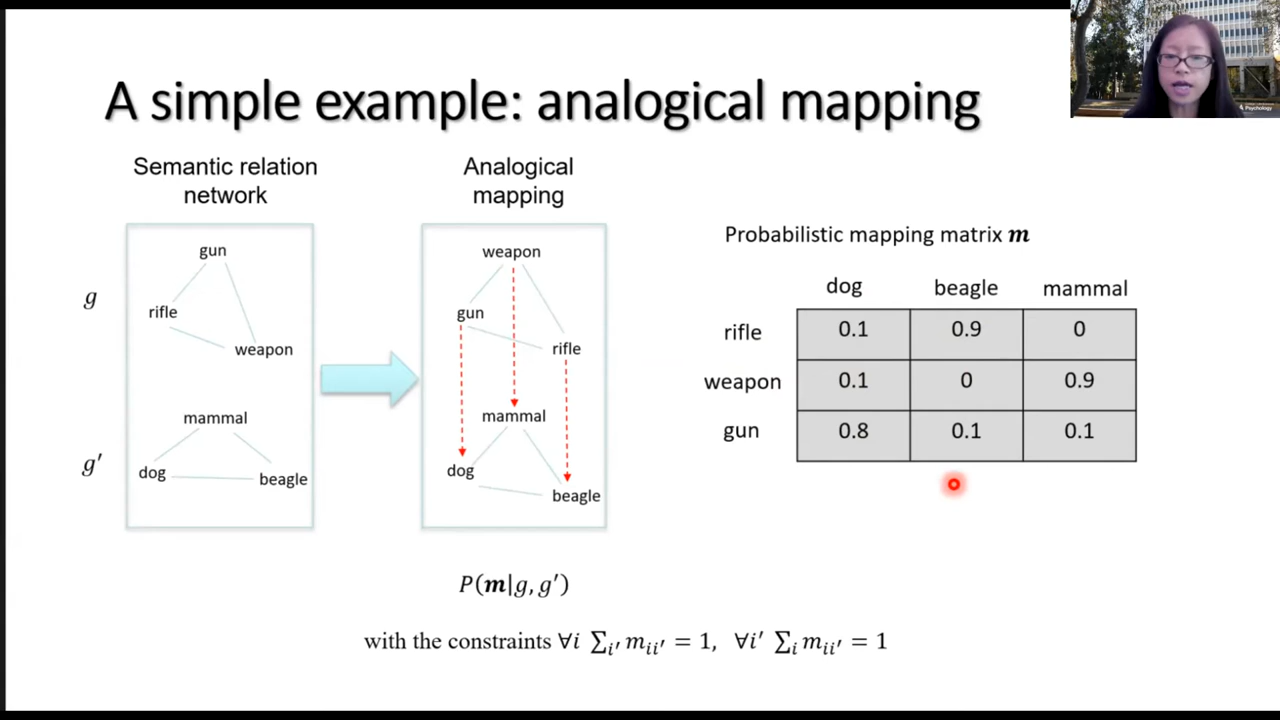 A simple example: analogical mapping
Semantic relation
network
Analogical
mapping
g
gun
rifle
weapon
mammal
g′
dog
beagle
weapon
gun
rifle
mammal
dog
beagle
Probabilistic mapping matrix m
dog beagle mammal
rifle 0.1 0.9 0
weapon 0.1 0 0.9
gun 0.8 0.1 0.1
P(m|g, g′)
with the constraints ∀i ∑i′ mii′ = 1, ∀i′ ∑i mii′ = 1
Psychology